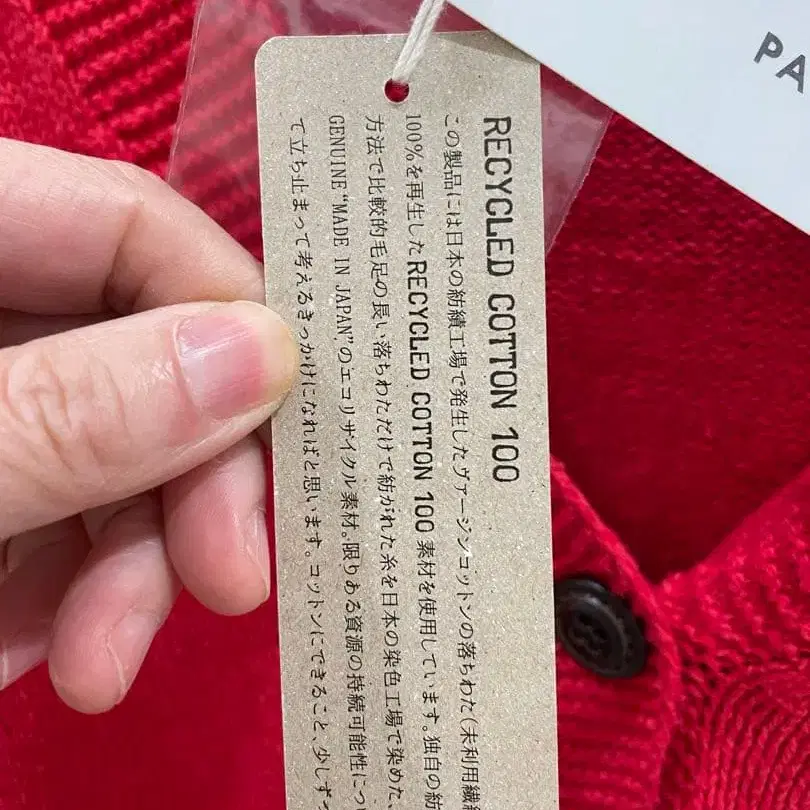 RECYCLED COTTON 100
この製品には日本の紡績工場で発生したヴァージンコットンの落ちわた(未利用繊
100%を再生したRECYCLED COTTON 100 素材を使用しています。独自の紡
方法で比較的毛足の長い落ちわただけで紡がれた糸を日本の染色工場で染めた、
GENUINE “MADE IN JAPAN”のエコリサイクル素材。限りある資源の持続可能性につ
て立ち止まって考えるきっかけになればと思います。コットンにできること、少しずつ
PA